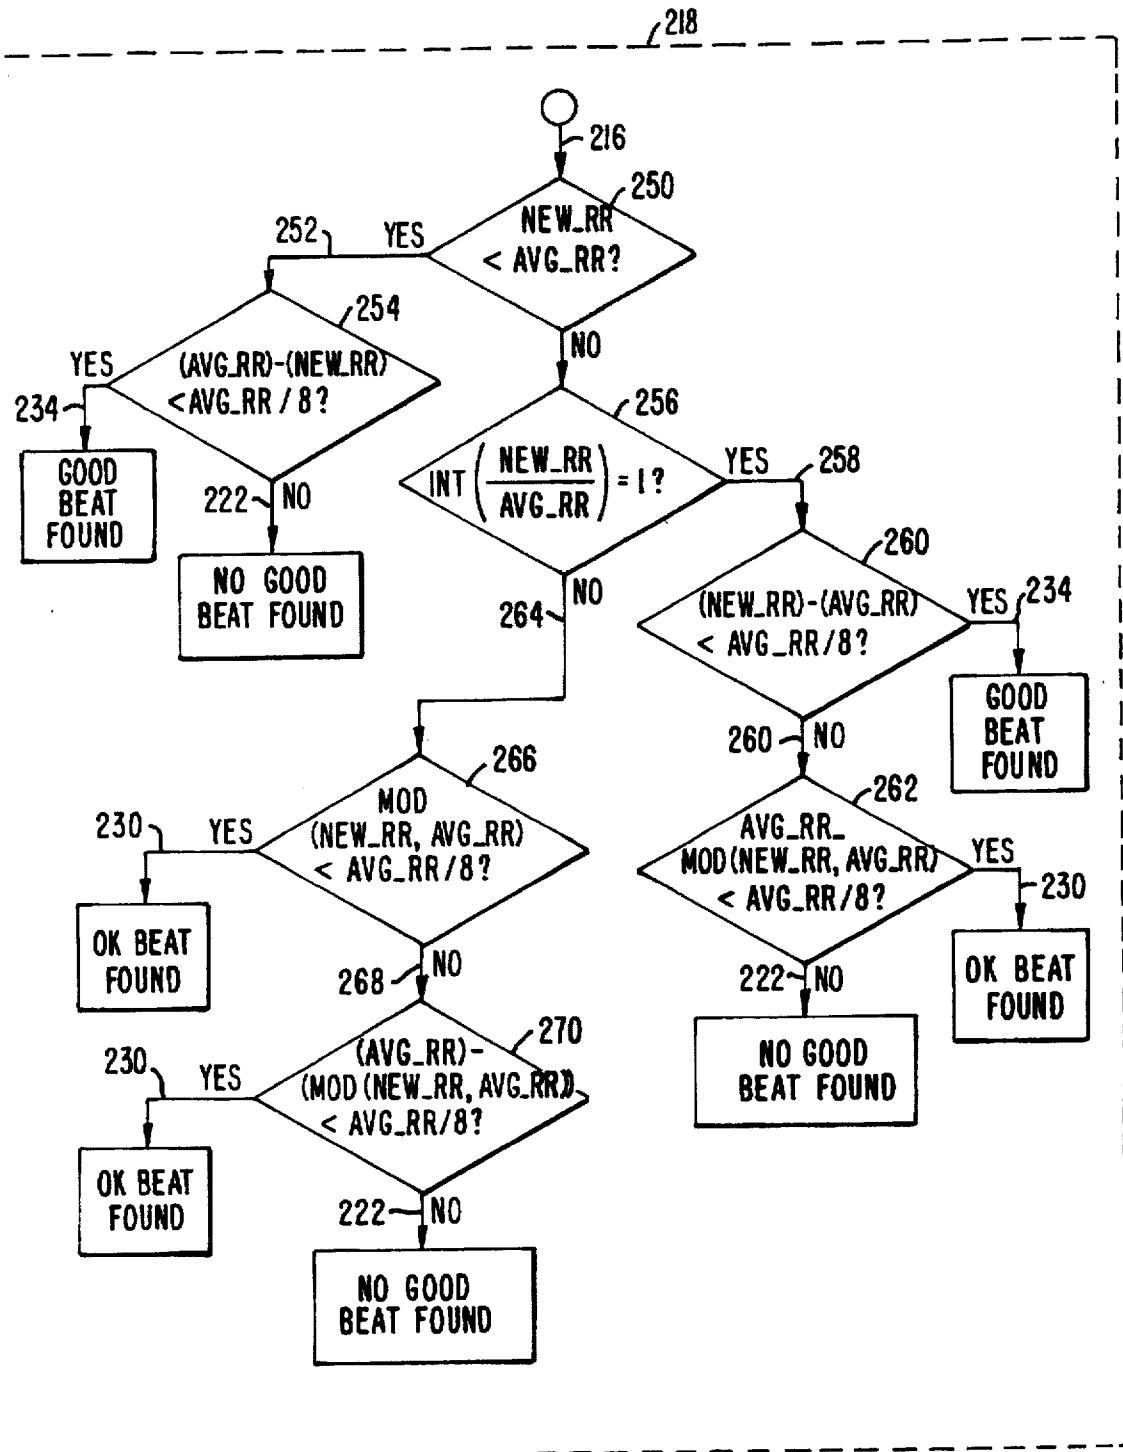 218
216
250
NEW_RR
< AVG_RR?
252
YES
NO
254
(AVG_RR)-(NEW_RR)
<AVG_RR/8?
YES
234
GOOD
BEAT
FOUND
222
NO
NO GOOD
BEAT FOUND
256
INT(NEW_RR/AVG_RR)=1?
YES
258
NO
264
260
(NEW_RR)-(AVG_RR)
< AVG_RR/8?
YES
234
GOOD
BEAT
FOUND
260
NO
262
AVG_RR_
MOD(NEW_RR, AVG_RR)
< AVG_RR/8?
YES
230
OK BEAT
FOUND
222
NO
NO GOOD
BEAT FOUND
266
MOD
(NEW_RR, AVG_RR)
< AVG_RR/8?
230
YES
OK BEAT
FOUND
268
NO
270
(AVG_RR)-
(MOD(NEW_RR, AVG_RR))
< AVG_RR/8?
230
YES
OK BEAT
FOUND
222
NO
NO GOOD
BEAT FOUND